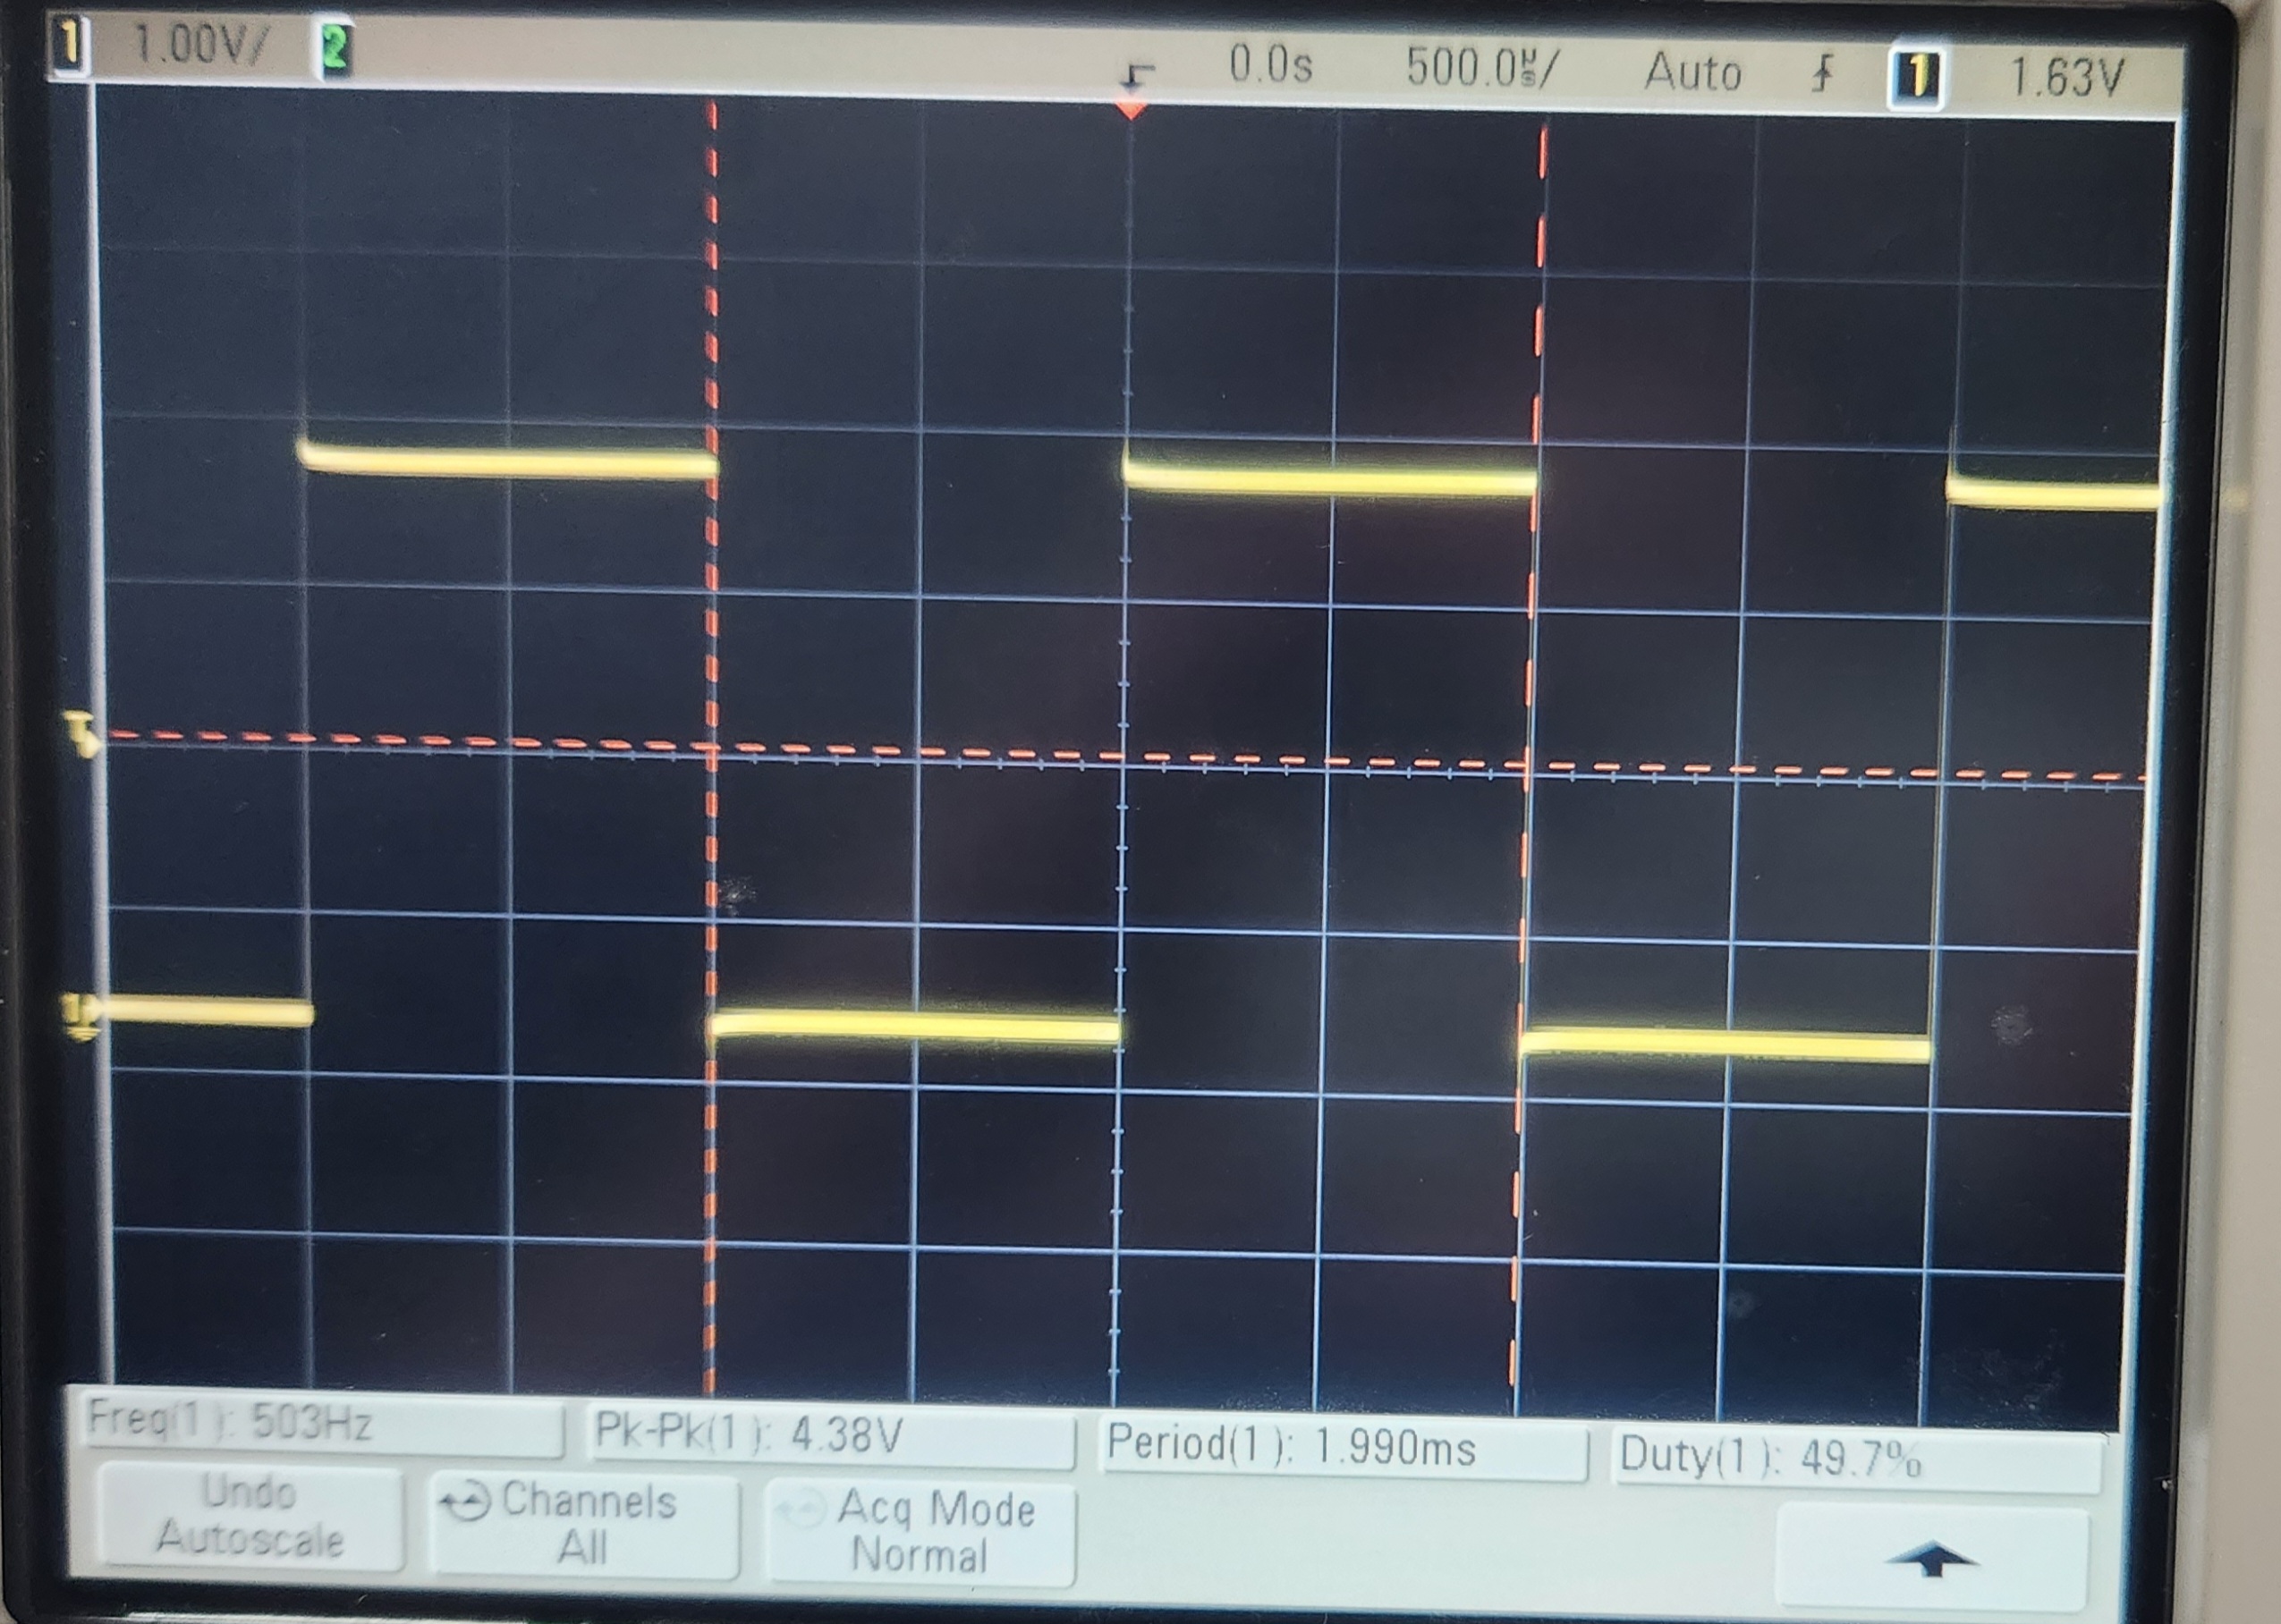 1 1.00V/ 2 0.0s 500.0µs/ Auto 1 1.63V
T
1
Freq(1): 503Hz Pk-Pk(1): 4.38V Period(1): 1.990ms Duty(1): 49.7%
Undo Autoscale
Channels All
Acq Mode Normal